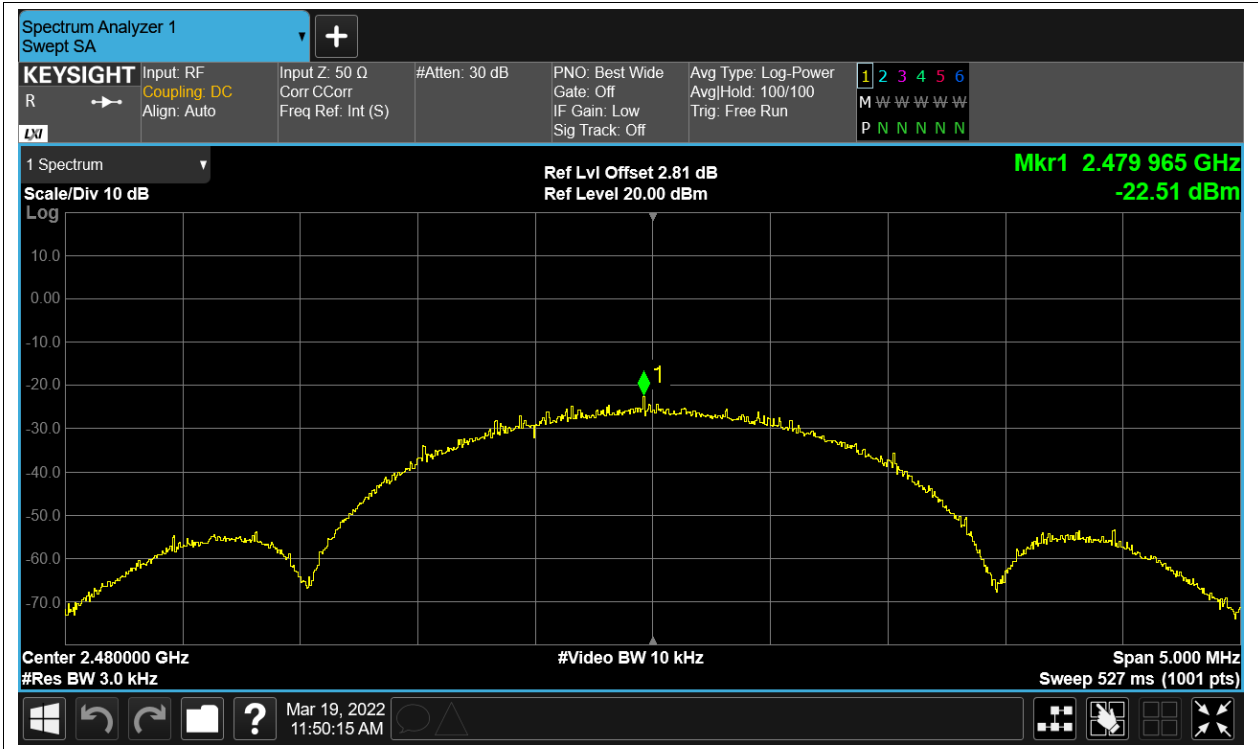 Spectrum Analyzer 1
Swept SA
KEYSIGHT
R
LXI
Input: RF
Coupling: DC
Align: Auto
Input Z: 50 Ω
Corr CCorr
Freq Ref: Int (S)
#Atten: 30 dB
PNO: Best Wide
Gate: Off
IF Gain: Low
Sig Track: Off
Avg Type: Log-Power
Avg|Hold: 100/100
Trig: Free Run
1 2 3 4 5 6
M W W W W W
P N N N N N
1 Spectrum
Scale/Div 10 dB
Ref Lvl Offset 2.81 dB
Ref Level 20.00 dBm
Mkr1 2.479 965 GHz
-22.51 dBm
Log
10.0
0.00
-10.0
-20.0
-30.0
-40.0
-50.0
-60.0
-70.0
1
Center 2.480000 GHz
#Video BW 10 kHz
Span 5.000 MHz
#Res BW 3.0 kHz
Sweep 527 ms (1001 pts)
?
Mar 19, 2022
11:50:15 AM